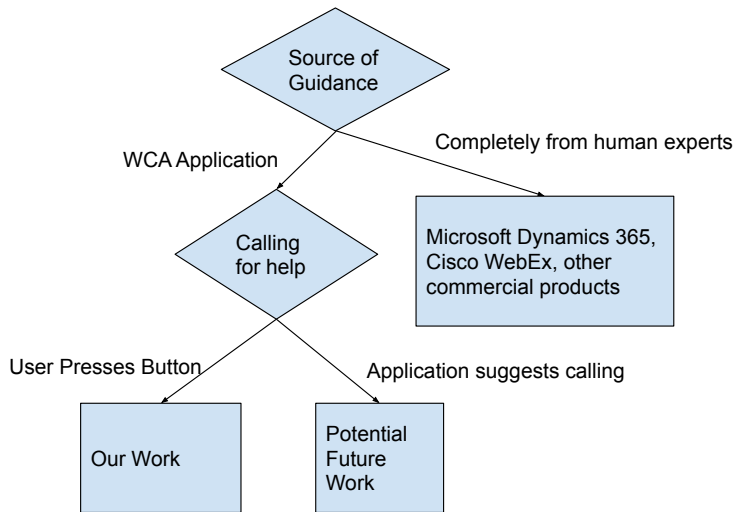 Source of
Guidance
WCA Application
Completely from human experts
Calling
for help
Microsoft Dynamics 365,
Cisco WebEx, other
commercial products
User Presses Button
Application suggests calling
Our Work
Potential
Future
Work